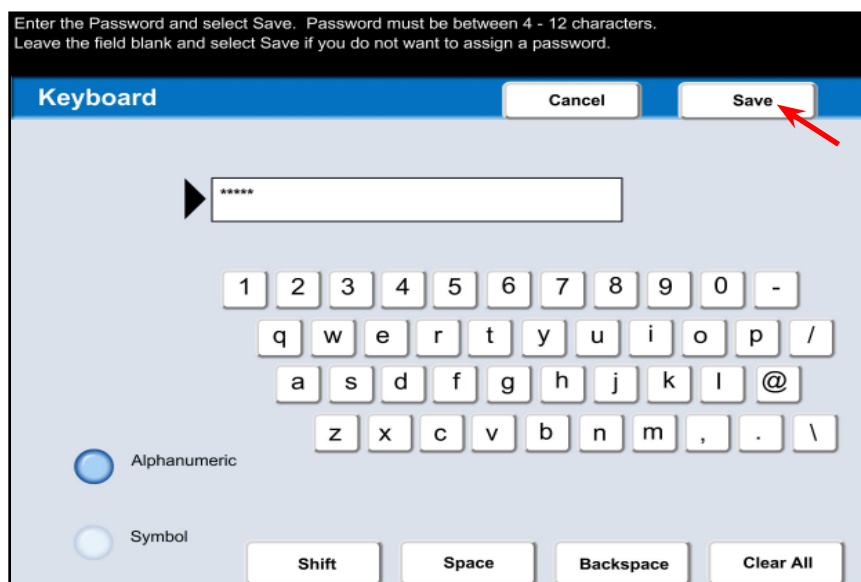 Enter the Password and select Save.  Password must be between 4 - 12 characters.
Leave the field blank and select Save if you do not want to assign a password.
Keyboard Cancel Save
*****
1 2 3 4 5 6 7 8 9 0 -
q w e r t y u i o p /
a s d f g h j k l @
z x c v b n m , . \
Alphanumeric
Symbol
Shift Space Backspace Clear All